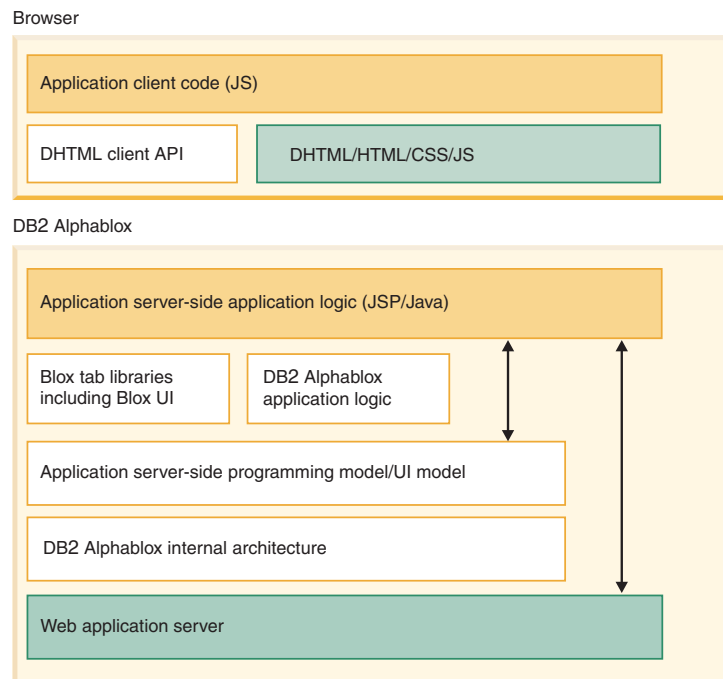 Browser
Application client code (JS)
DHTML client API
DHTML/HTML/CSS/JS
DB2 Alphablox
Application server-side application logic (JSP/Java)
Blox tab libraries
including Blox UI
DB2 Alphablox
application logic
Application server-side programming model/UI model
DB2 Alphablox internal architecture
Web application server